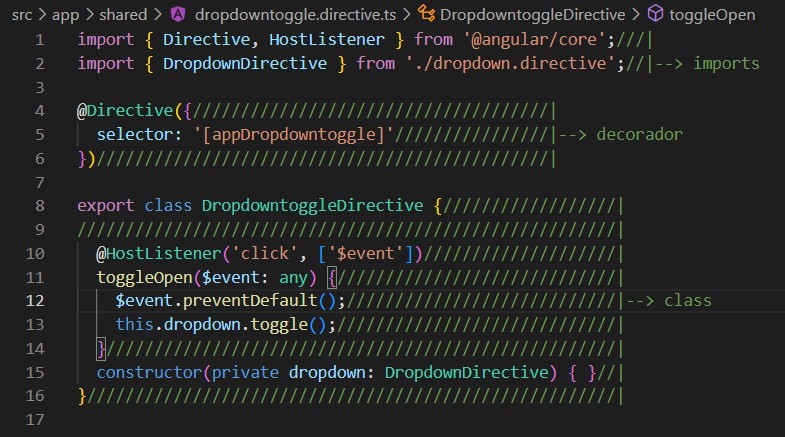 src > app > shared > dropdowntoggle.directive.ts > DropdowntoggleDirective > toggleOpen
1 import { Directive, HostListener } from '@angular/core';///|
2 import { DropdownDirective } from './dropdown.directive';//|--> imports
3
4 @Directive({/////////////////////////////////////|
5   selector: '[appDropdowntoggle]'////////////////|--> decorador
6 })///////////////////////////////////////////////|
7
8 export class DropdowntoggleDirective {//////////////////|
9 ////////////////////////////////////////////////////////|
10   @HostListener('click', ['$event'])////////////////////|
11   toggleOpen($event: any) {/////////////////////////////|
12     $event.preventDefault();////////////////////////////|--> class
13     this.dropdown.toggle();/////////////////////////////|
14   }/////////////////////////////////////////////////////|
15   constructor(private dropdown: DropdownDirective) { }//|
16 }///////////////////////////////////////////////////////|
17